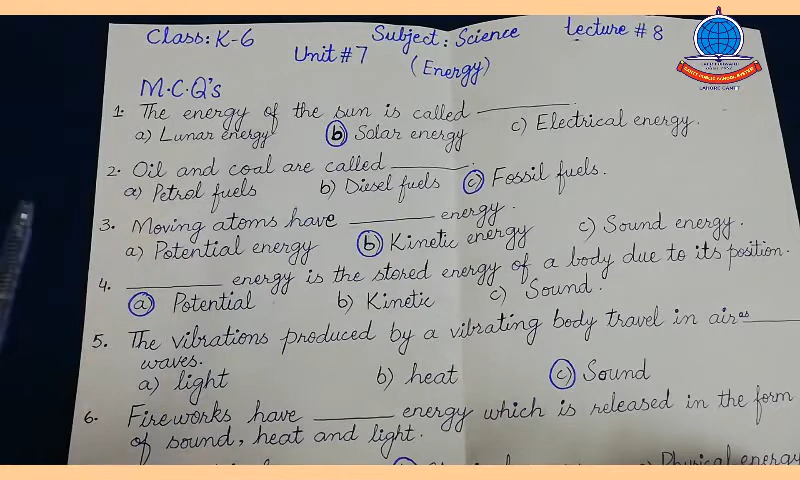 Class: K-6 Subject: Science Lecture # 8
Unit # 7 (Energy)
M.C.Q's
1. The energy of the sun is called ________.
a) Lunar energy b) Solar energy c) Electrical energy.
2. Oil and coal are called ________.
a) Petrol fuels b) Diesel fuels c) Fossil fuels.
3. Moving atoms have ________ energy.
a) Potential energy b) Kinetic energy c) Sound energy.
4. ________ energy is the stored energy of a body due to its position.
a) Potential b) Kinetic c) Sound.
5. The vibrations produced by a vibrating body travel in air as ________
waves.
a) light b) heat c) Sound
6. Fireworks have ________ energy which is released in the form
of sound, heat and light.
Physical energy
LAHORE CANTT